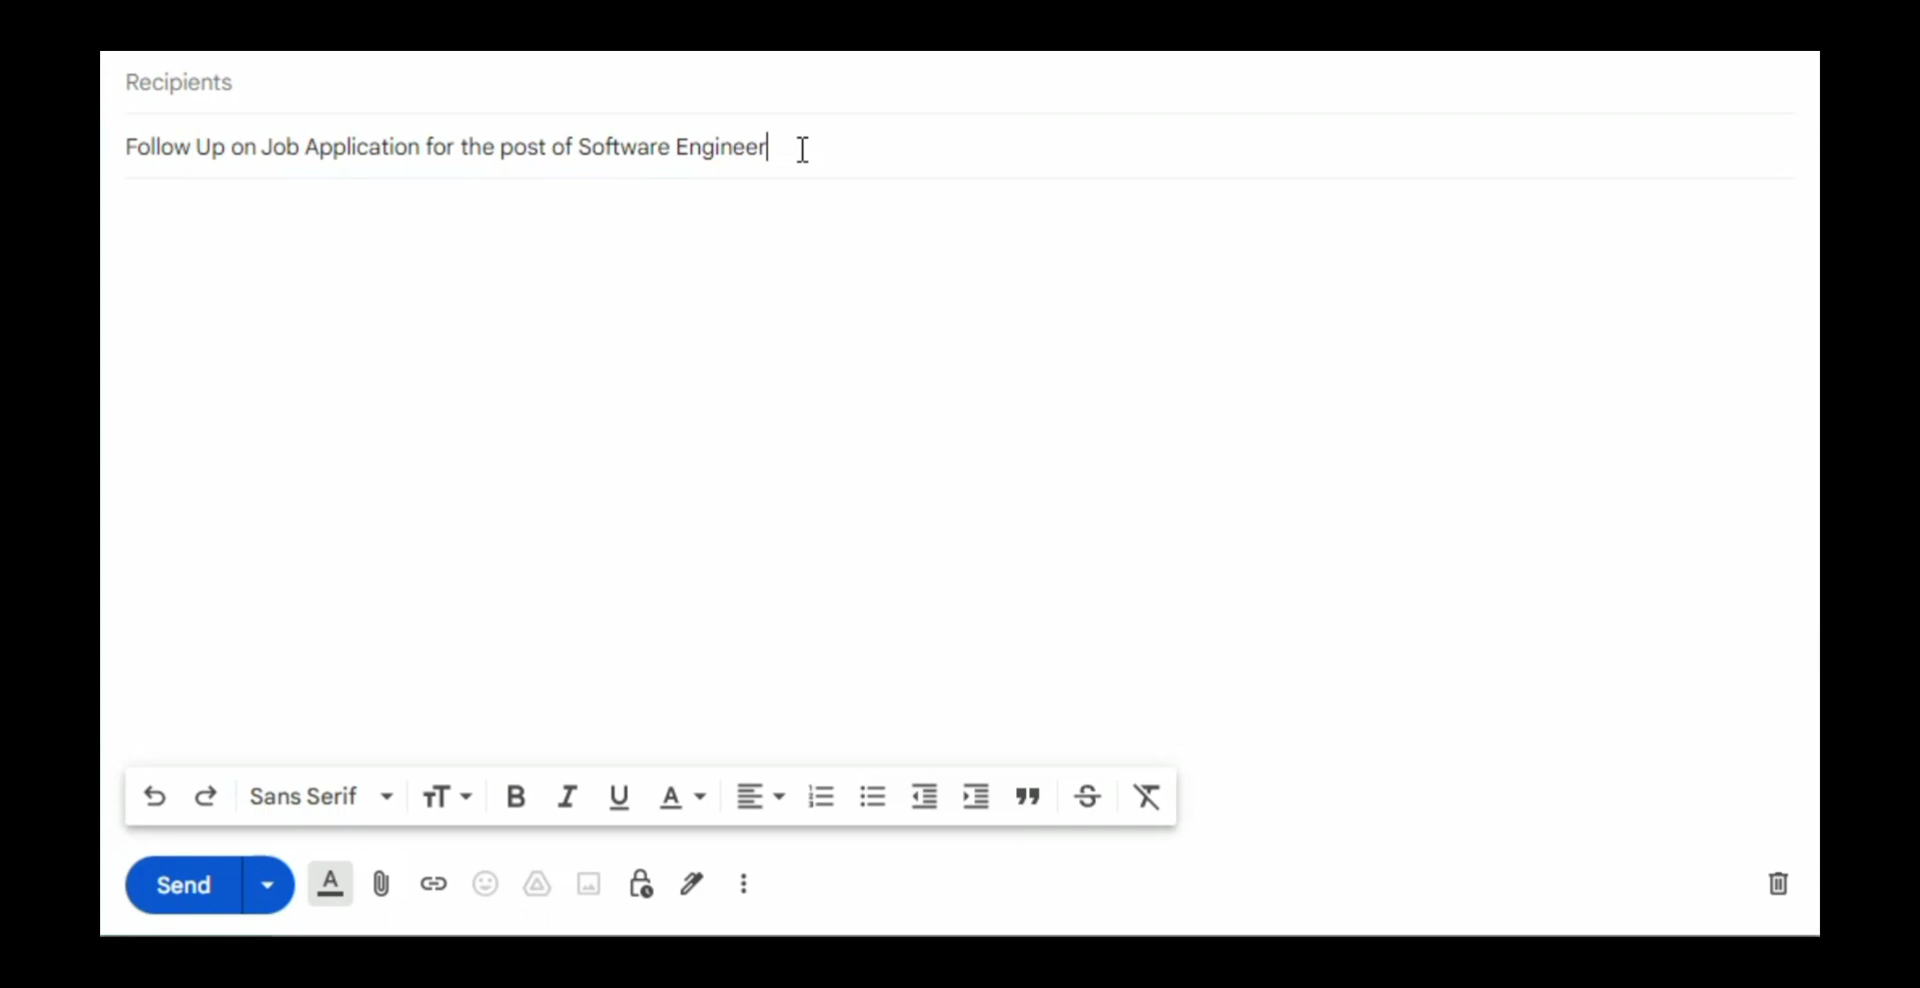 Recipients
Follow Up on Job Application for the post of Software Engineer
Sans Serif
Send